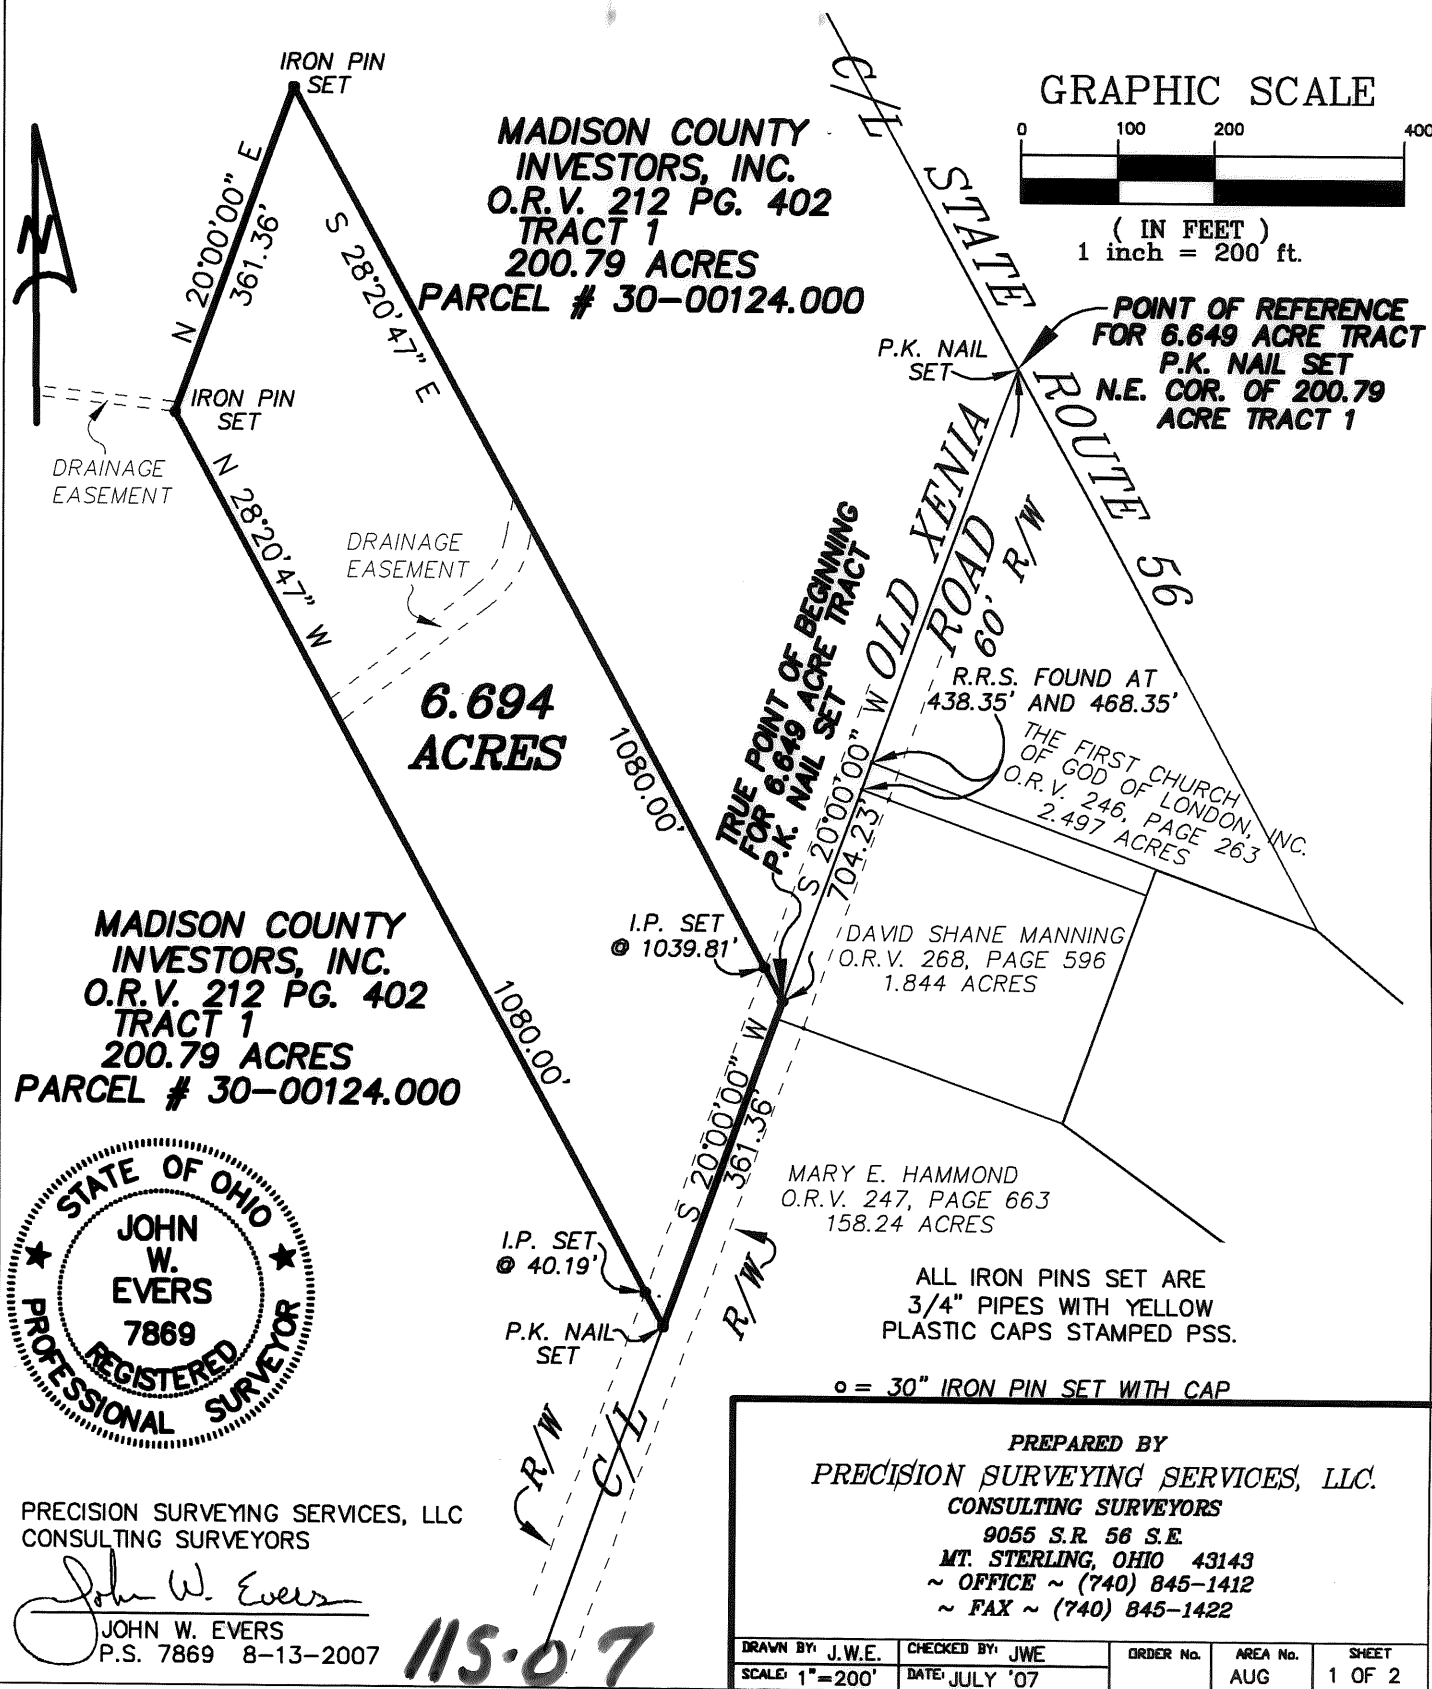 IRON PIN
SET
MADISON COUNTY
INVESTORS, INC.
O.R.V. 212 PG. 402
TRACT 1
200.79 ACRES
PARCEL # 30-00124.000
C/L STATE ROUTE 56
GRAPHIC SCALE
0 100 200 400
( IN FEET )
1 inch = 200 ft.
N
N 20°00'00" E
361.36'
S 28°20'47" E
POINT OF REFERENCE
FOR 6.649 ACRE TRACT
P.K. NAIL SET
N.E. COR. OF 200.79
ACRE TRACT 1
P.K. NAIL
SET
IRON PIN
SET
DRAINAGE
EASEMENT
N 28°20'47" W
DRAINAGE
EASEMENT
OLD XENIA
ROAD
60' R/W
TRUE POINT OF BEGINNING
FOR 6.649 ACRE TRACT
P.K. NAIL SET
R.R.S. FOUND AT
438.35' AND 468.35'
6.694
ACRES
1080.00'
S 20°00'00" W
704.23'
THE FIRST CHURCH
OF GOD OF LONDON, INC.
O.R.V. 246, PAGE 263
2.497 ACRES
MADISON COUNTY
INVESTORS, INC.
O.R.V. 212 PG. 402
TRACT 1
200.79 ACRES
PARCEL # 30-00124.000
I.P. SET
@ 1039.81'
DAVID SHANE MANNING
O.R.V. 268, PAGE 596
1.844 ACRES
1080.00'
S 20°00'00" W
361.36'
MARY E. HAMMOND
O.R.V. 247, PAGE 663
158.24 ACRES
STATE OF OHIO
JOHN
W.
EVERS
7869
REGISTERED
PROFESSIONAL SURVEYOR
I.P. SET
@ 40.19'
P.K. NAIL
SET
R/W
ALL IRON PINS SET ARE
3/4" PIPES WITH YELLOW
PLASTIC CAPS STAMPED PSS.
o = 30" IRON PIN SET WITH CAP
R/W
C/L
PRECISION SURVEYING SERVICES, LLC
CONSULTING SURVEYORS
John W. Evers
JOHN W. EVERS
P.S. 7869 8-13-2007
115-07
PREPARED BY
PRECISION SURVEYING SERVICES, LLC.
CONSULTING SURVEYORS
9055 S.R. 56 S.E.
MT. STERLING, OHIO 43143
~ OFFICE ~ (740) 845-1412
~ FAX ~ (740) 845-1422
DRAWN BY: J.W.E. CHECKED BY: JWE ORDER No. AREA No. SHEET
SCALE: 1"=200' DATE: JULY '07 AUG 1 OF 2